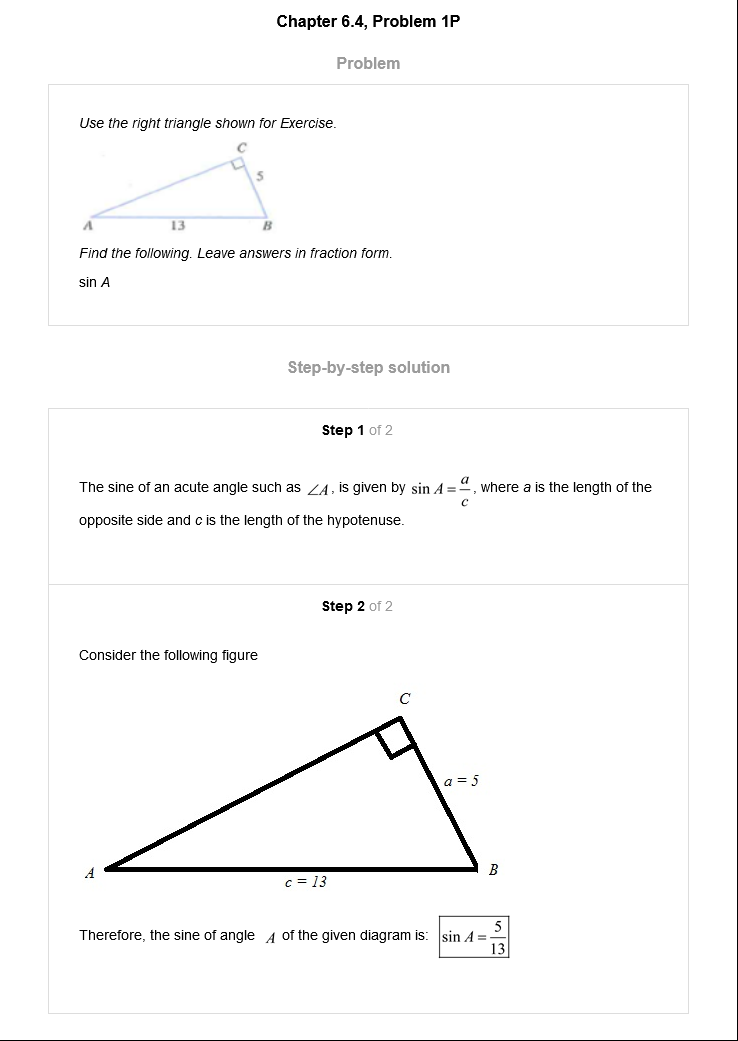 Chapter 6.4, Problem 1P
Problem
Use the right triangle shown for Exercise.
C
5
A
13
B
Find the following. Leave answers in fraction form.
sin A
Step-by-step solution
Step 1 of 2
The sine of an acute angle such as ∠A, is given by sin A = a/c, where a is the length of the
opposite side and c is the length of the hypotenuse.
Step 2 of 2
Consider the following figure
C
a = 5
A
B
c = 13
Therefore, the sine of angle A of the given diagram is: sin A = 5/13